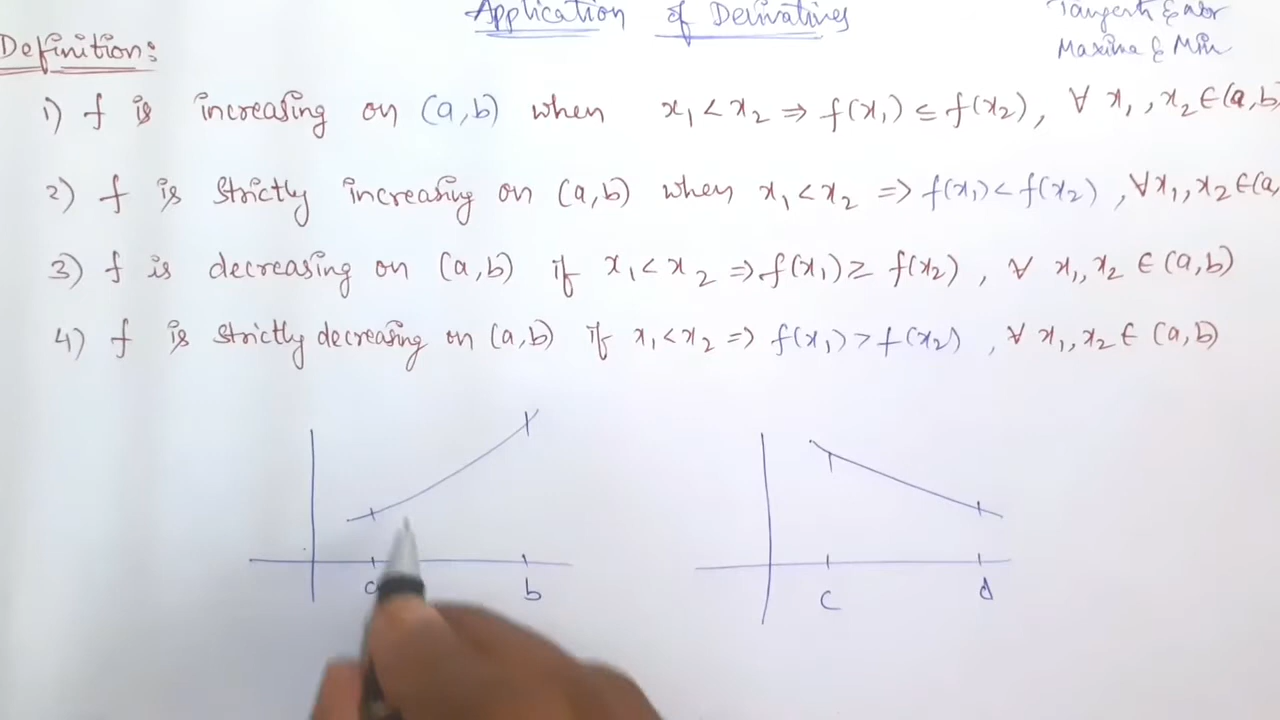 Application of Derivatives
Maxima & Min
Definition:
1) f is increasing on (a,b) when x₁ < x₂ ⇒ f(x₁) ≤ f(x₂), ∀ x₁, x₂ ∈ (a, b
2) f is strictly increasing on (a,b) when x₁ < x₂ ⇒ f(x₁) < f(x₂), ∀ x₁, x₂ ∈ (a,
3) f is decreasing on (a,b) if x₁ < x₂ ⇒ f(x₁) ≥ f(x₂), ∀ x₁, x₂ ∈ (a,b)
4) f is strictly decreasing on (a,b) if x₁ < x₂ ⇒ f(x₁) > f(x₂), ∀ x₁, x₂ ∈ (a,b)
b c d